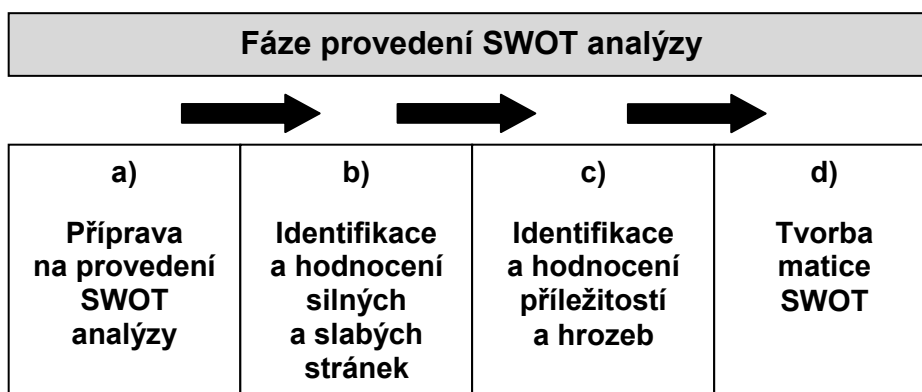 Fáze provedení SWOT analýzy
a)
Příprava
na provedení
SWOT
analýzy
b)
Identifikace
a hodnocení
silných
a slabých
stránek
c)
Identifikace
a hodnocení
příležitostí
a hrozeb
d)
Tvorba
matice
SWOT